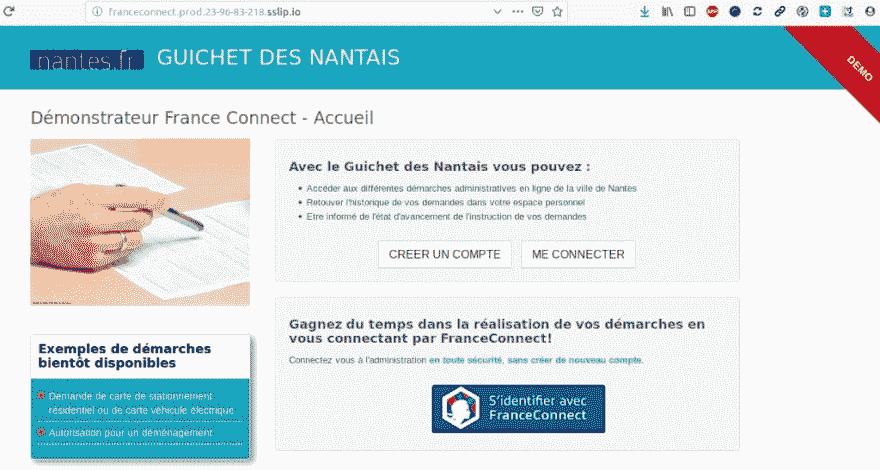 franceconnect.prod.23-96-83-218.sslip.io
nantes.fr
GUICHET DES NANTAIS
DEMO
Démonstrateur France Connect - Accueil
Avec le Guichet des Nantais vous pouvez :
Accéder aux différentes démarches administratives en ligne de la ville de Nantes
Retouver l'historique de vos demandes dans votre espace personnel
Etre informé de l'état d'avancement de l'instruction de vos demandes
CREER UN COMPTE
ME CONNECTER
Gagnez du temps dans la réalisation de vos démarches en
vous connectant par FranceConnect!
Connectez vous à l'administration en toute sécurité, sans créer de nouveau compte.
S'identifier avec
FranceConnect
Exemples de démarches
bientôt disponibles
Demande de carte de stationnement
résidentiel ou de carte véhicule électrique
Autorisation pour un déménagement